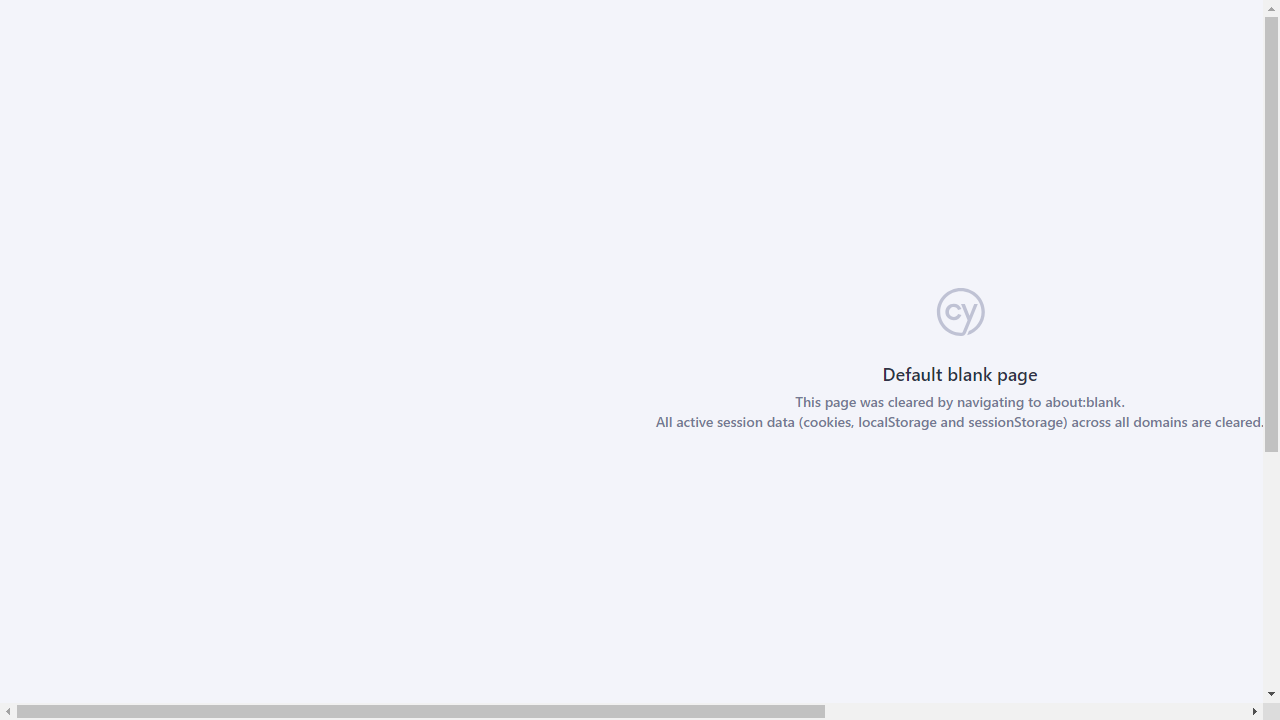 cy
Default blank page
This page was cleared by navigating to about:blank.
All active session data (cookies, localStorage and sessionStorage) across all domains are cleared.